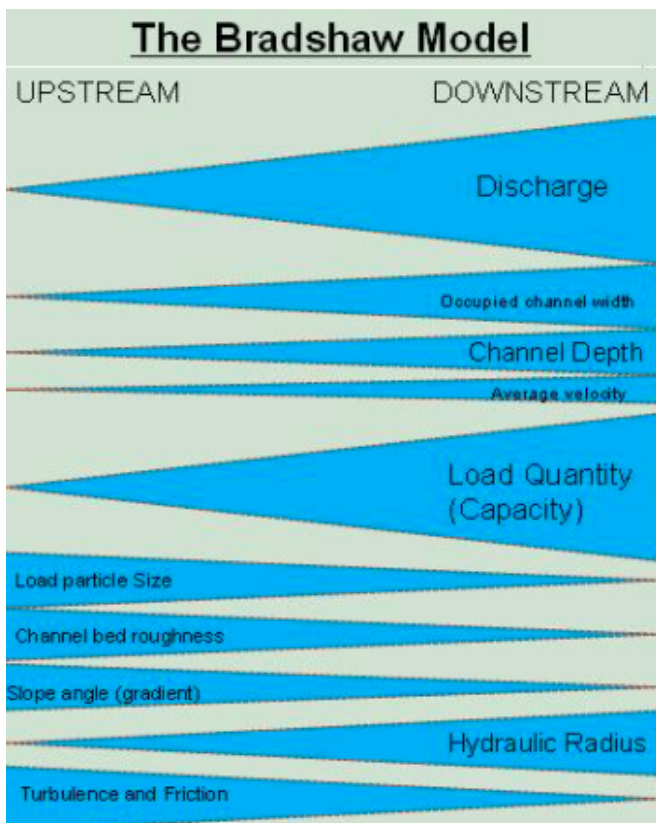 The Bradshaw Model
UPSTREAM
DOWNSTREAM
Discharge
Occupied channel width
Channel Depth
Average velocity
Load Quantity
(Capacity)
Load particle Size
Channel bed roughness
Slope angle (gradient)
Hydraulic Radius
Turbulence and Friction